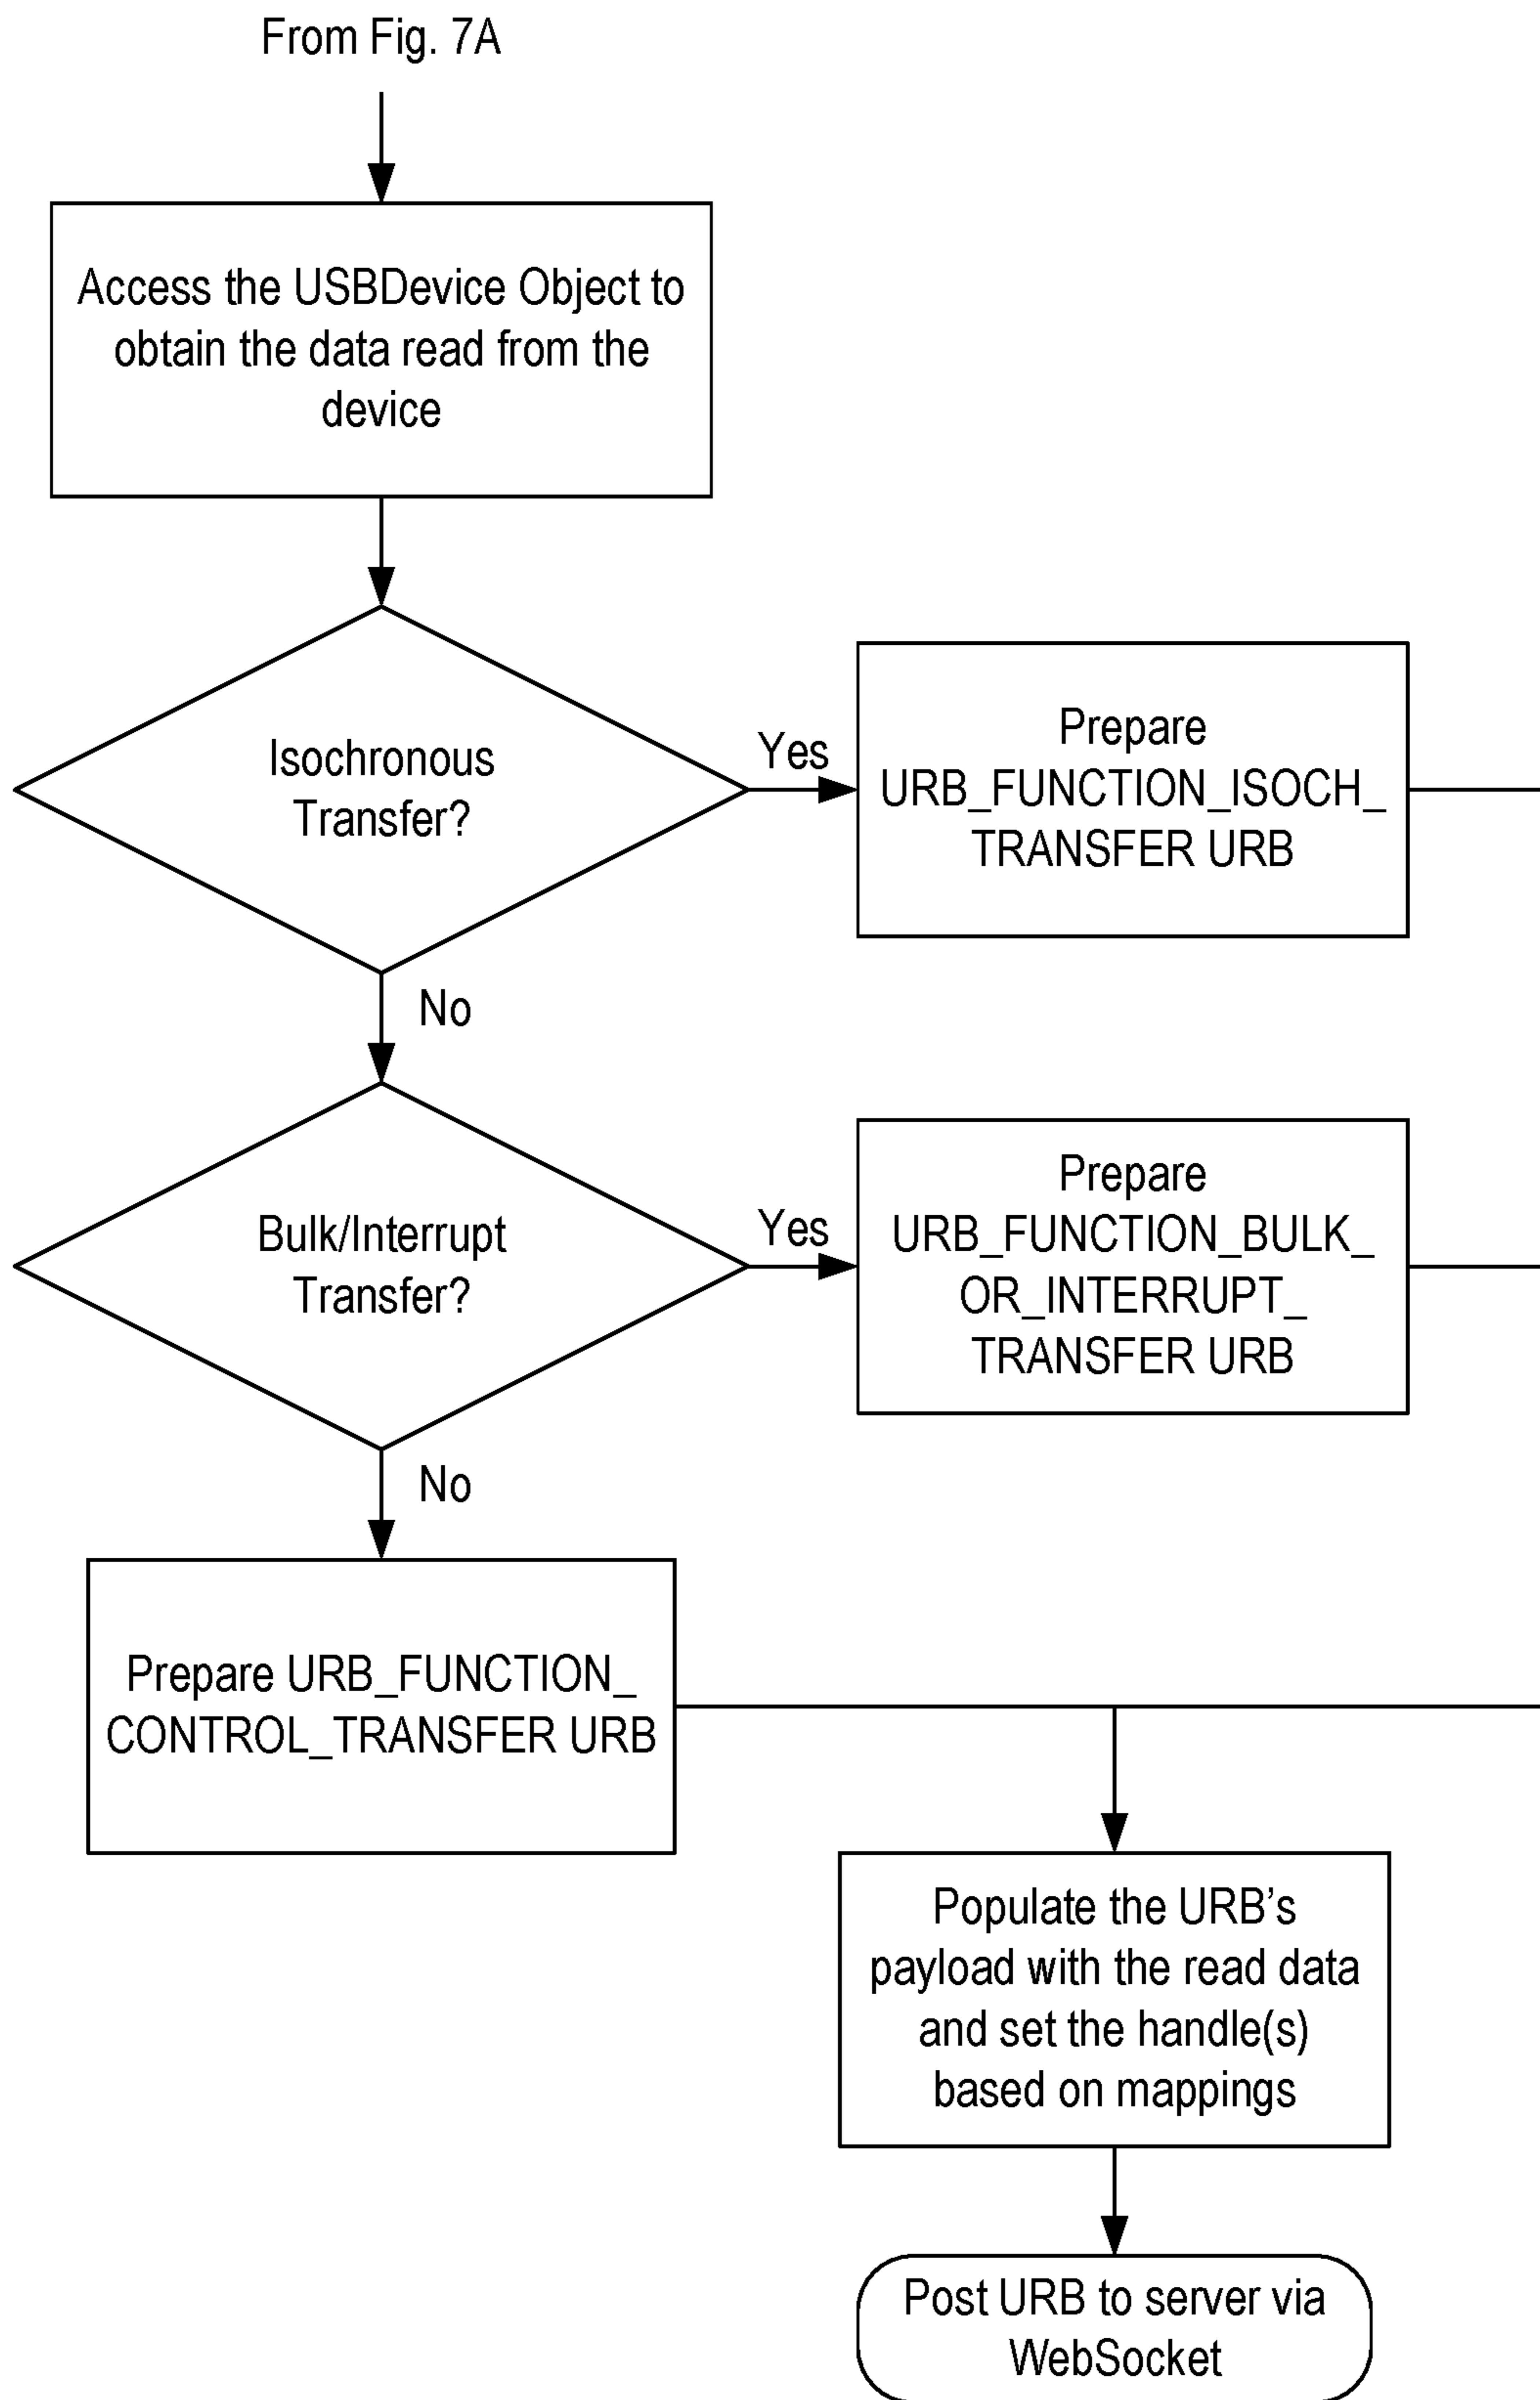 From Fig. 7A
Access the USBDevice Object to
obtain the data read from the
device
Isochronous
Transfer?
Yes
Prepare
URB_FUNCTION_ISOCH_
TRANSFER URB
No
Bulk/Interrupt
Transfer?
Yes
Prepare
URB_FUNCTION_BULK_
OR_INTERRUPT_
TRANSFER URB
No
Prepare URB_FUNCTION_
CONTROL_TRANSFER URB
Populate the URB's
payload with the read data
and set the handle(s)
based on mappings
Post URB to server via
WebSocket